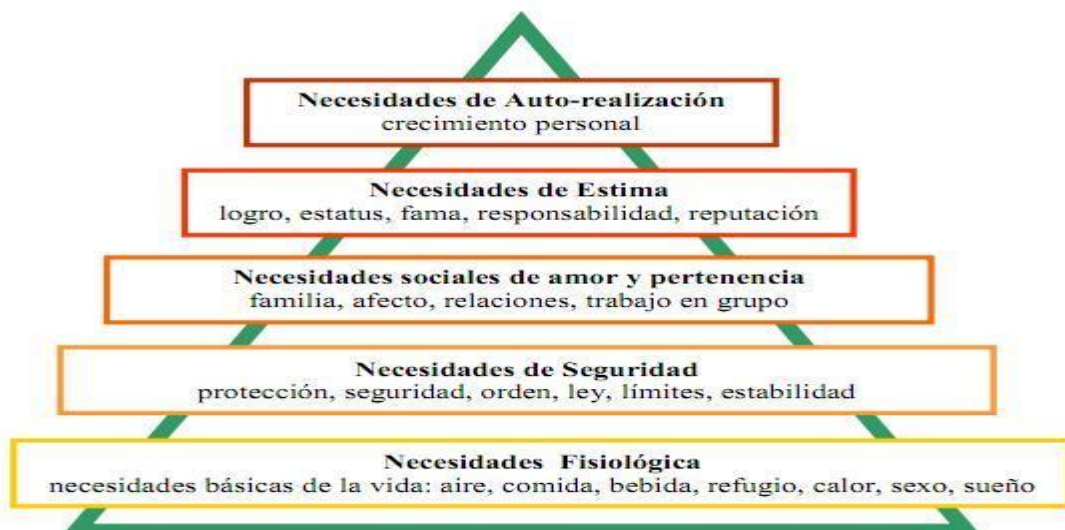 Necesidades de Auto-realización
crecimiento personal
Necesidades de Estima
logro, estatus, fama, responsabilidad, reputación
Necesidades sociales de amor y pertenencia
familia, afecto, relaciones, trabajo en grupo
Necesidades de Seguridad
protección, seguridad, orden, ley, límites, estabilidad
Necesidades Fisiológica
necesidades básicas de la vida: aire, comida, bebida, refugio, calor, sexo, sueño